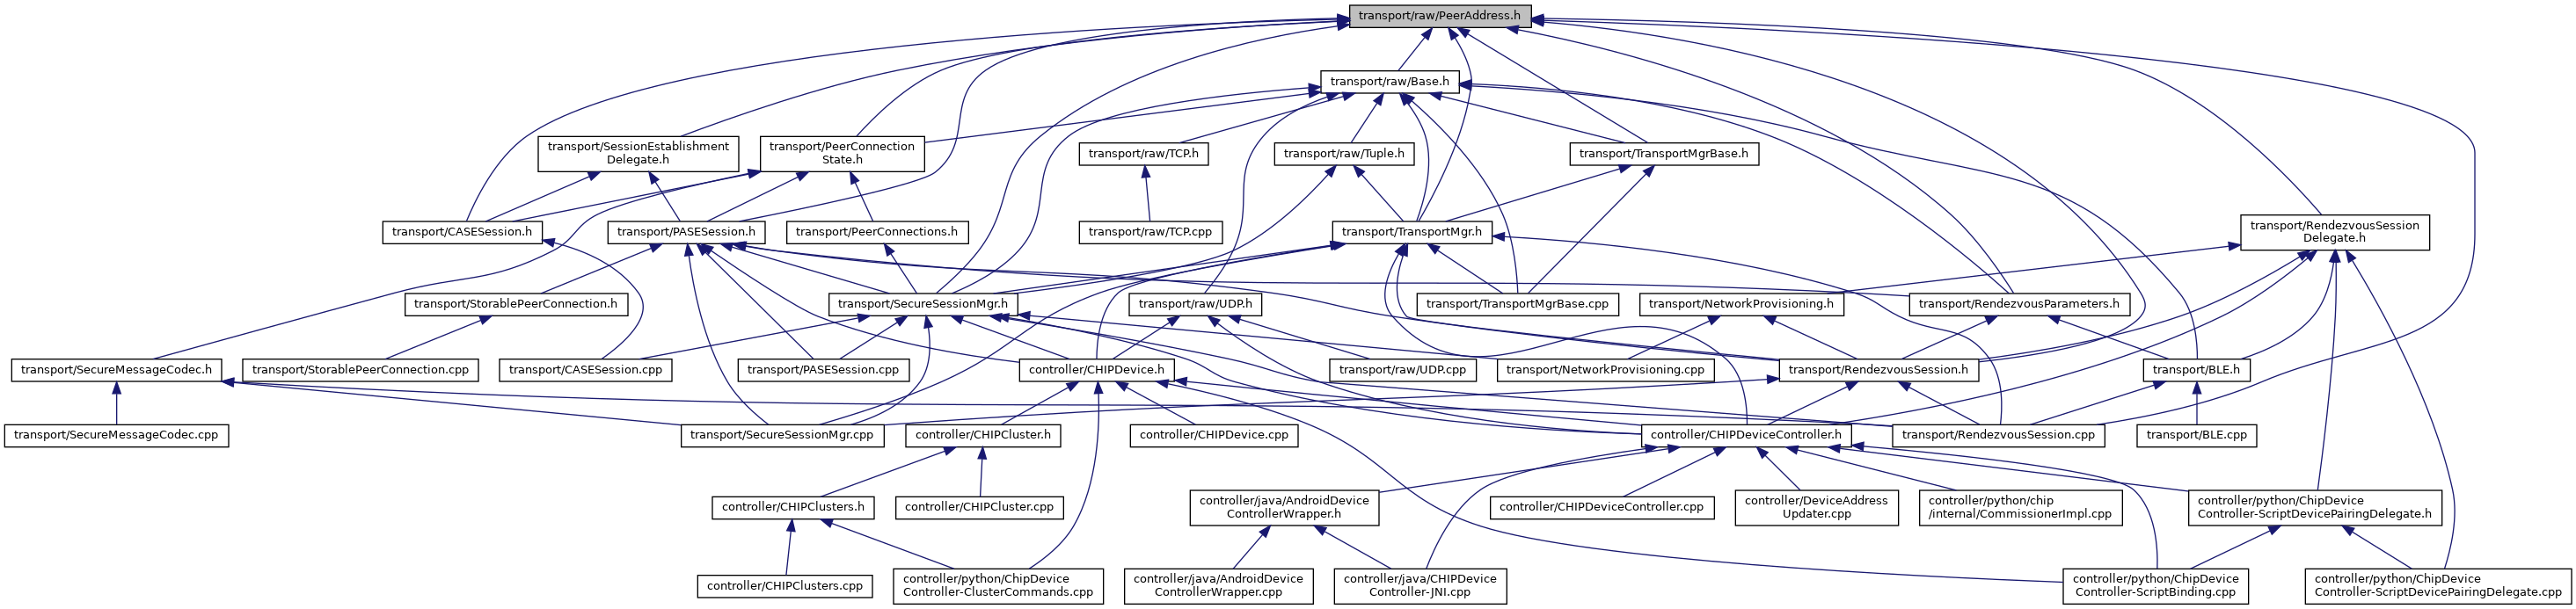 transport/raw/PeerAddress.h
transport/raw/Base.h
transport/SessionEstablishment
Delegate.h
transport/PeerConnection
State.h
transport/raw/TCP.h
transport/raw/Tuple.h
transport/TransportMgrBase.h
transport/CASESession.h
transport/PASESession.h
transport/PeerConnections.h
transport/raw/TCP.cpp
transport/TransportMgr.h
transport/RendezvousSession
Delegate.h
transport/StorablePeerConnection.h
transport/SecureSessionMgr.h
transport/raw/UDP.h
transport/TransportMgrBase.cpp
transport/NetworkProvisioning.h
transport/RendezvousParameters.h
transport/SecureMessageCodec.h
transport/StorablePeerConnection.cpp
transport/CASESession.cpp
transport/PASESession.cpp
controller/CHIPDevice.h
transport/raw/UDP.cpp
transport/NetworkProvisioning.cpp
transport/RendezvousSession.h
transport/BLE.h
transport/SecureMessageCodec.cpp
transport/SecureSessionMgr.cpp
controller/CHIPCluster.h
controller/CHIPDevice.cpp
controller/CHIPDeviceController.h
transport/RendezvousSession.cpp
transport/BLE.cpp
controller/CHIPClusters.h
controller/CHIPCluster.cpp
controller/java/AndroidDevice
ControllerWrapper.h
controller/CHIPDeviceController.cpp
controller/DeviceAddress
Updater.cpp
controller/python/chip
/internal/CommissionerImpl.cpp
controller/python/ChipDevice
Controller-ScriptDevicePairingDelegate.h
controller/CHIPClusters.cpp
controller/python/ChipDevice
Controller-ClusterCommands.cpp
controller/java/AndroidDevice
ControllerWrapper.cpp
controller/java/CHIPDevice
Controller-JNI.cpp
controller/python/ChipDevice
Controller-ScriptBinding.cpp
controller/python/ChipDevice
Controller-ScriptDevicePairingDelegate.cpp